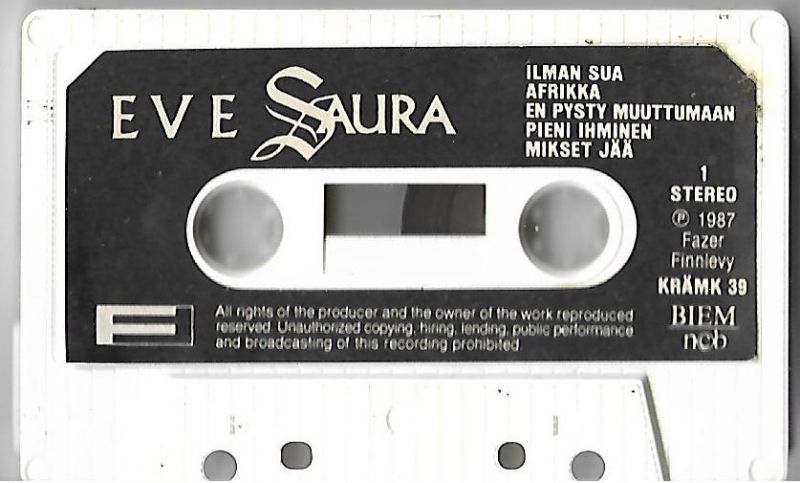 EVE SAURA
ILMAN SUA
AFRIKKA
EN PYSTY MUUTTUMAAN
PIENI IHMINEN
MIKSET JÄÄ
1
STEREO
℗ 1987
Fazer
Finnlevy
KRÄMK 39
BIEM
ncb
F
All rights of the producer and the owner of the work reproduced
reserved. Unauthorized copying, hiring, lending, public performance
and broadcasting of this recording prohibited